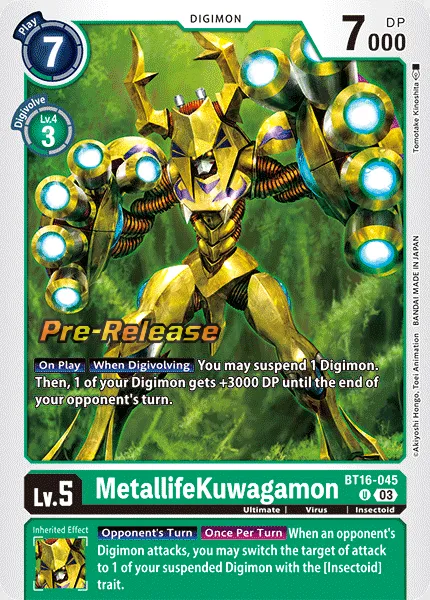 Play
7
DIGIMON
7000
DP
Digivolve
Lv.4
3
Tomotake Kinoshita
©Akiyoshi Hongo, Toei Animation BANDAI MADE IN JAPAN
Pre-Release
On Play When Digivolving You may suspend 1 Digimon.
Then, 1 of your Digimon gets +3000 DP until the end of
your opponent's turn.
Lv.5
MetallifeKuwagamon
BT16-045
U 03
Ultimate | Virus | Insectoid
Inherited Effect
Opponent's Turn Once Per Turn When an opponent's
Digimon attacks, you may switch the target of attack
to 1 of your suspended Digimon with the [Insectoid]
trait.